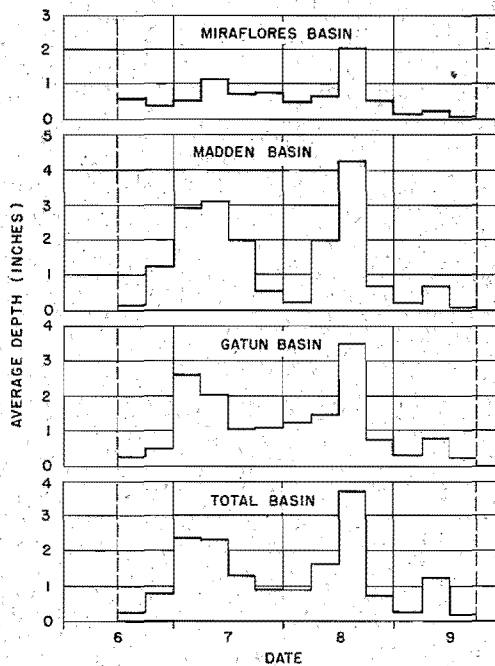 3
MIRAFLORES BASIN
2
1
0
5
MADDEN BASIN
4
3
2
1
0
4
GATUN BASIN
3
2
1
0
4
TOTAL BASIN
3
2
1
0
AVERAGE DEPTH (INCHES)
6 7 8 9
DATE